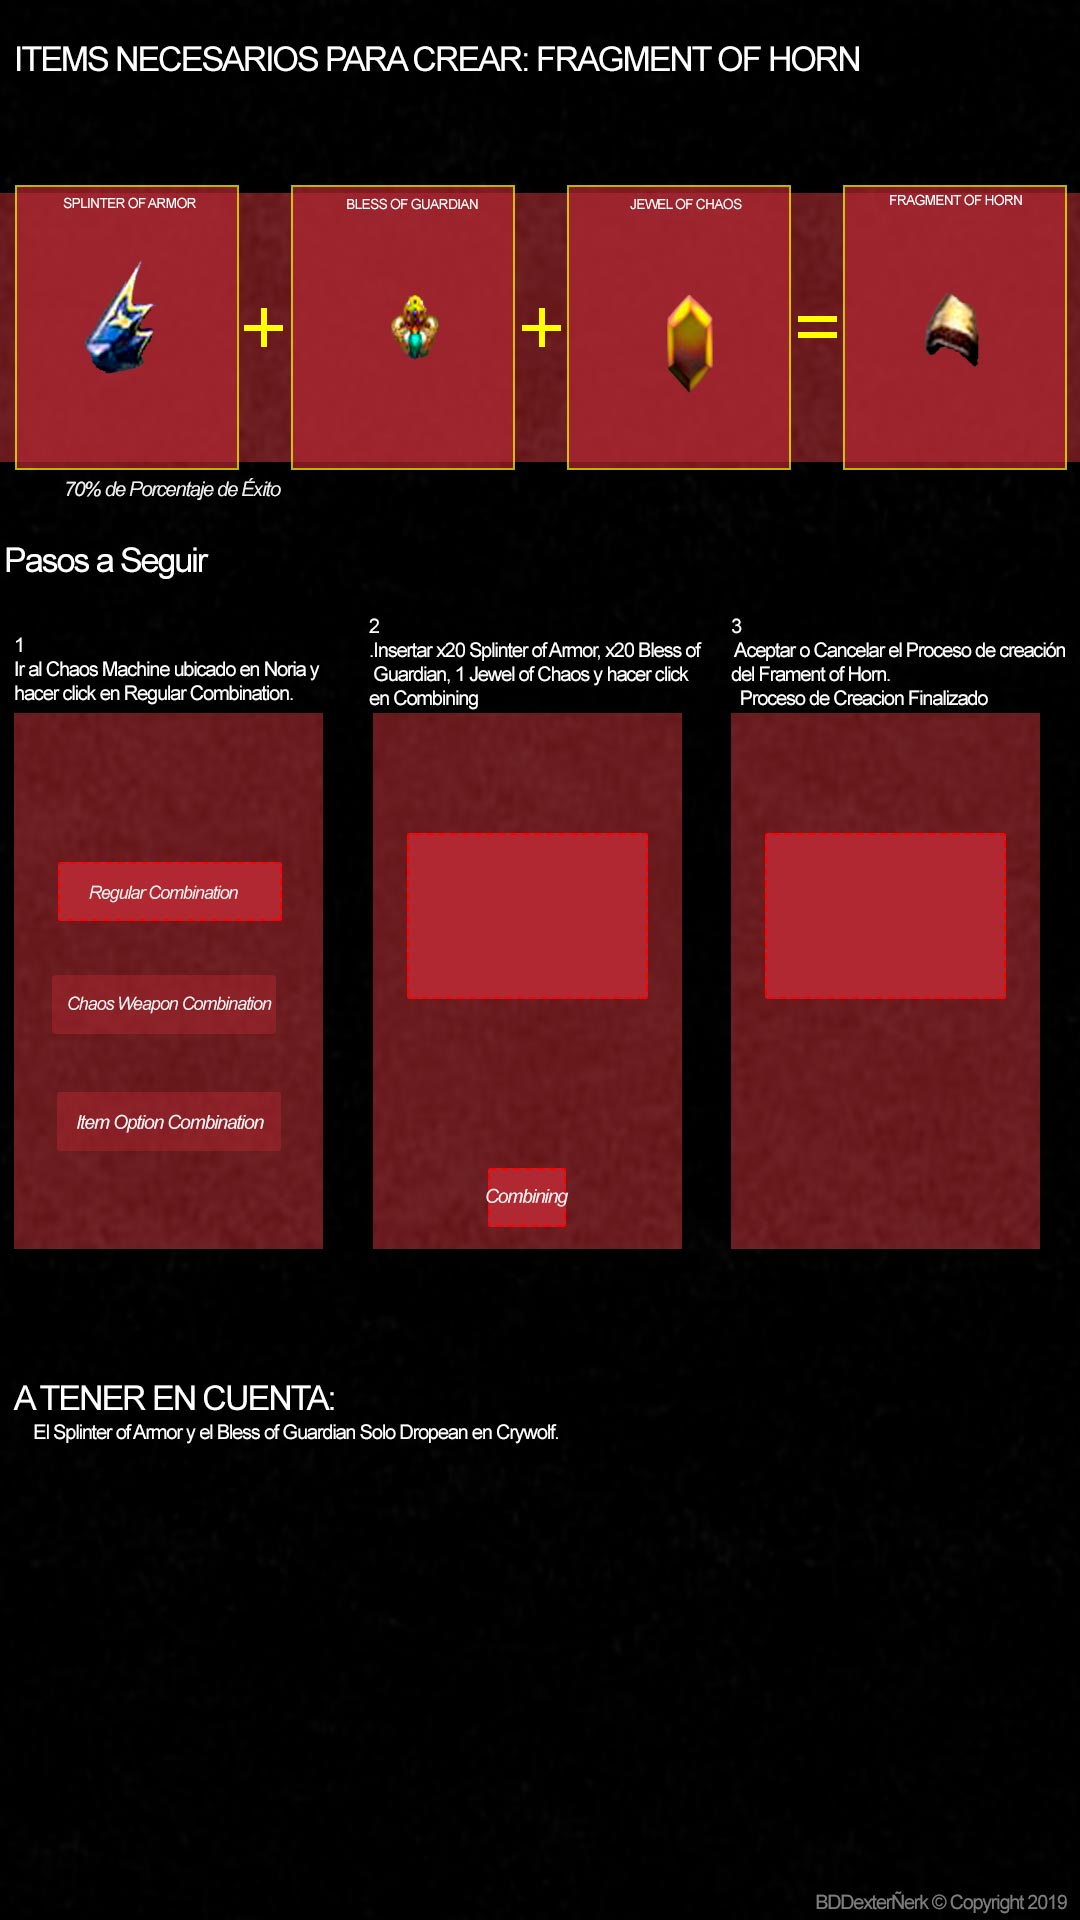 ITEMS NECESARIOS PARA CREAR: FRAGMENT OF HORN
SPLINTER OF ARMOR
BLESS OF GUARDIAN
JEWEL OF CHAOS
FRAGMENT OF HORN
+
+
=
70% de Porcentaje de Éxito
Pasos a Seguir
1
Ir al Chaos Machine ubicado en Noria y
hacer click en Regular Combination.
2
.Insertar x20 Splinter of Armor, x20 Bless of
Guardian, 1 Jewel of Chaos y hacer click
en Combining
3
Aceptar o Cancelar el Proceso de creación
del Frament of Horn.
Proceso de Creacion Finalizado
Regular Combination
Chaos Weapon Combination
Item Option Combination
Combining
A TENER EN CUENTA:
El Splinter of Armor y el Bless of Guardian Solo Dropean en Crywolf.
BDDexterÑerk © Copyright 2019